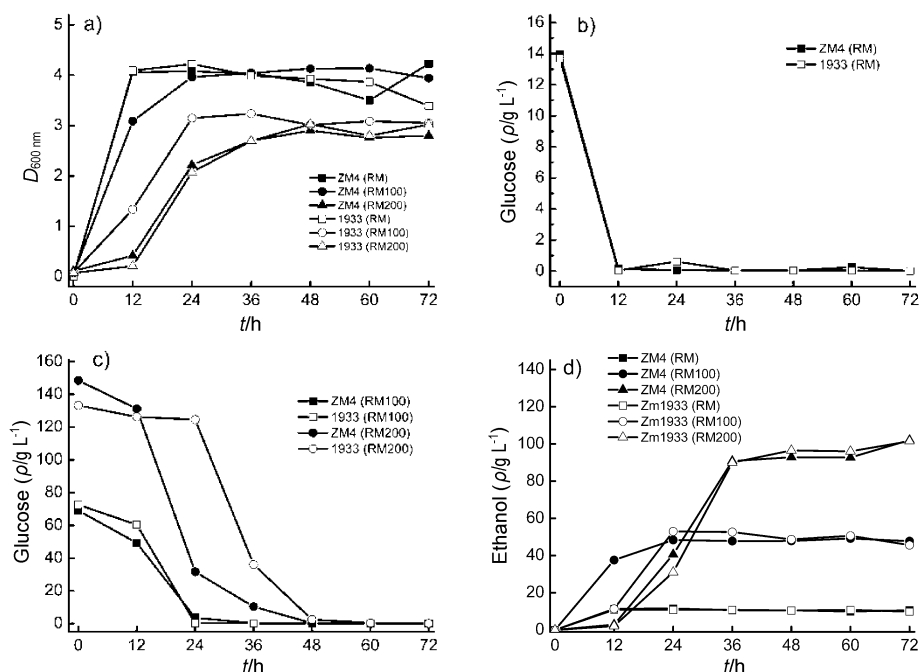 a)
D600 nm
5
4
3
2
1
0
ZM4 (RM)
ZM4 (RM100)
ZM4 (RM200)
1933 (RM)
1933 (RM100)
1933 (RM200)
0 12 24 36 48 60 72
t/h
b)
Glucose (ρ/g L⁻¹)
16
14
12
10
8
6
4
2
0
ZM4 (RM)
1933 (RM)
0 12 24 36 48 60 72
t/h
c)
Glucose (ρ/g L⁻¹)
160
140
120
100
80
60
40
20
0
ZM4 (RM100)
1933 (RM100)
ZM4 (RM200)
1933 (RM200)
0 12 24 36 48 60 72
t/h
d)
Ethanol (ρ/g L⁻¹)
140
120
100
80
60
40
20
0
ZM4 (RM)
ZM4 (RM100)
ZM4 (RM200)
Zm1933 (RM)
Zm1933 (RM100)
Zm1933 (RM200)
0 12 24 36 48 60 72
t/h